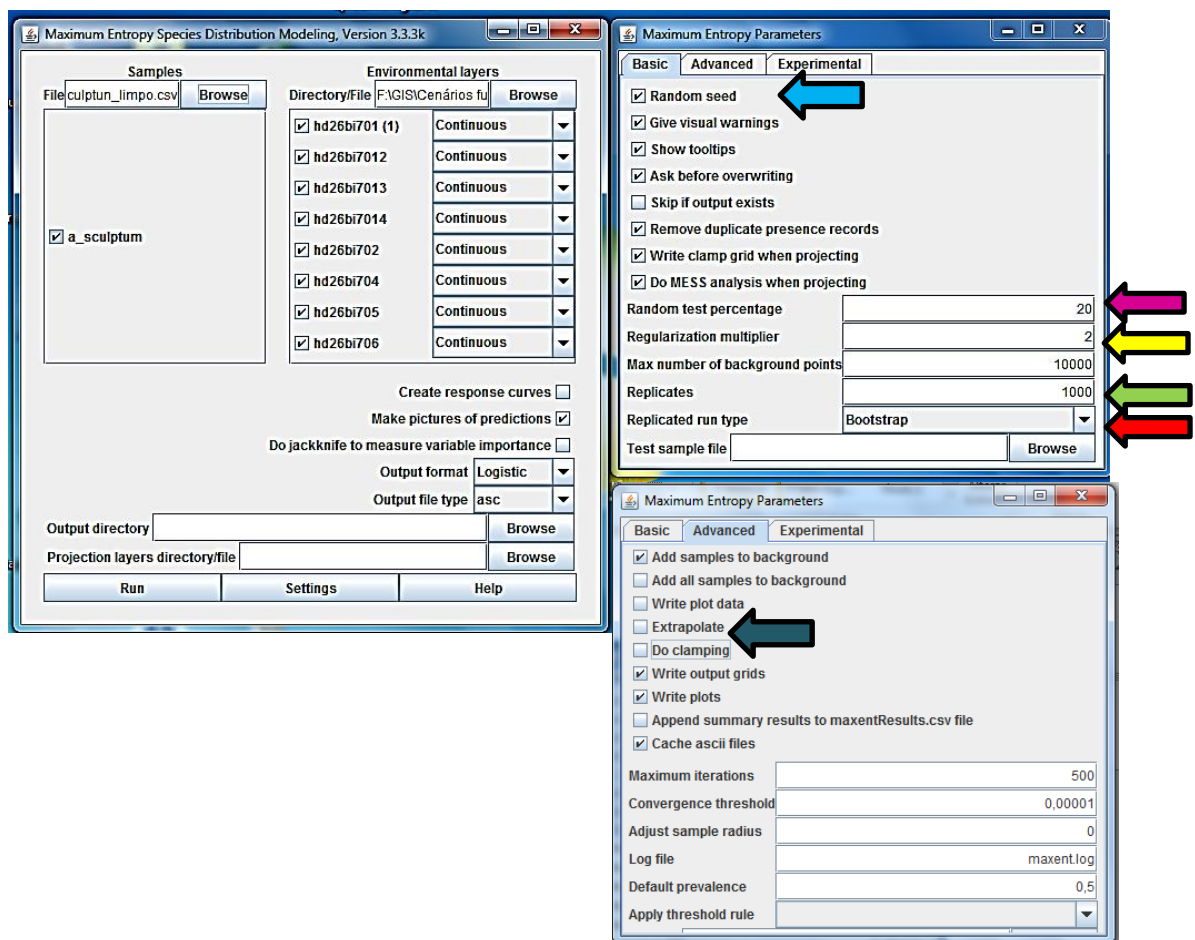 Maximum Entropy Species Distribution Modeling, Version 3.3.3k
Samples
File culptun_limpo.csv Browse
a_sculptum
Environmental layers
Directory/File F:\GIS\Cenários fu Browse
hd26bi701 (1) Continuous
hd26bi7012 Continuous
hd26bi7013 Continuous
hd26bi7014 Continuous
hd26bi702 Continuous
hd26bi704 Continuous
hd26bi705 Continuous
hd26bi706 Continuous
Create response curves
Make pictures of predictions
Do jackknife to measure variable importance
Output format Logistic
Output file type asc
Output directory Browse
Projection layers directory/file Browse
Run Settings Help
Maximum Entropy Parameters
Basic Advanced Experimental
Random seed
Give visual warnings
Show tooltips
Ask before overwriting
Skip if output exists
Remove duplicate presence records
Write clamp grid when projecting
Do MESS analysis when projecting
Random test percentage 20
Regularization multiplier 2
Max number of background points 10000
Replicates 1000
Replicated run type Bootstrap
Test sample file Browse
Maximum Entropy Parameters
Basic Advanced Experimental
Add samples to background
Add all samples to background
Write plot data
Extrapolate
Do clamping
Write output grids
Write plots
Append summary results to maxentResults.csv file
Cache ascii files
Maximum iterations 500
Convergence threshold 0,00001
Adjust sample radius 0
Log file maxent.log
Default prevalence 0,5
Apply threshold rule